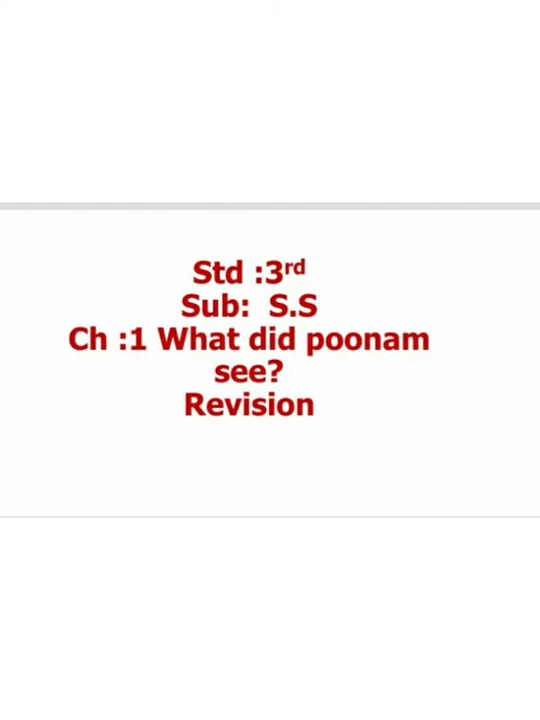 Std :3rd
Sub:  S.S
Ch :1 What did poonam
see?
Revision